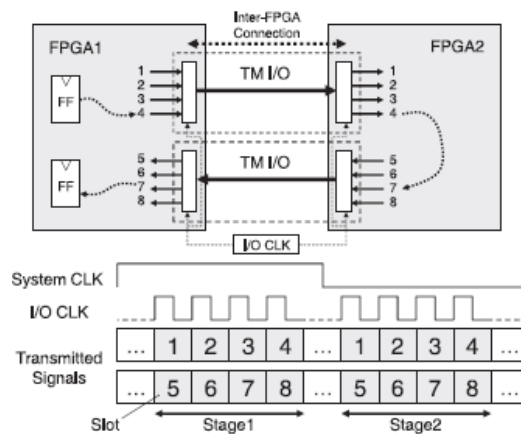 Inter-FPGA
Connection
FPGA1
FPGA2
TM I/O
FF
1
2
3
4
1
2
3
4
TM I/O
FF
5
6
7
8
5
6
7
8
I/O CLK
System CLK
I/O CLK
Transmitted
Signals
... 1 2 3 4 ... 1 2 3 4 ...
... 5 6 7 8 ... 5 6 7 8 ...
Slot
Stage1
Stage2